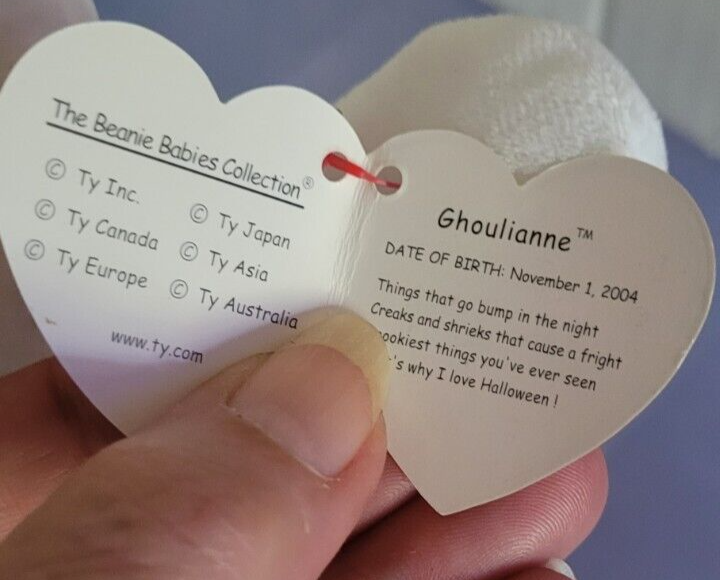 The Beanie Babies Collection®
© Ty Inc.
© Ty Canada
© Ty Europe
© Ty Japan
© Ty Asia
© Ty Australia
www.ty.com
Ghoulianne™
DATE OF BIRTH: November 1, 2004
Things that go bump in the night
Creaks and shrieks that cause a fright
ookiest things you've ever seen
's why I love Halloween !